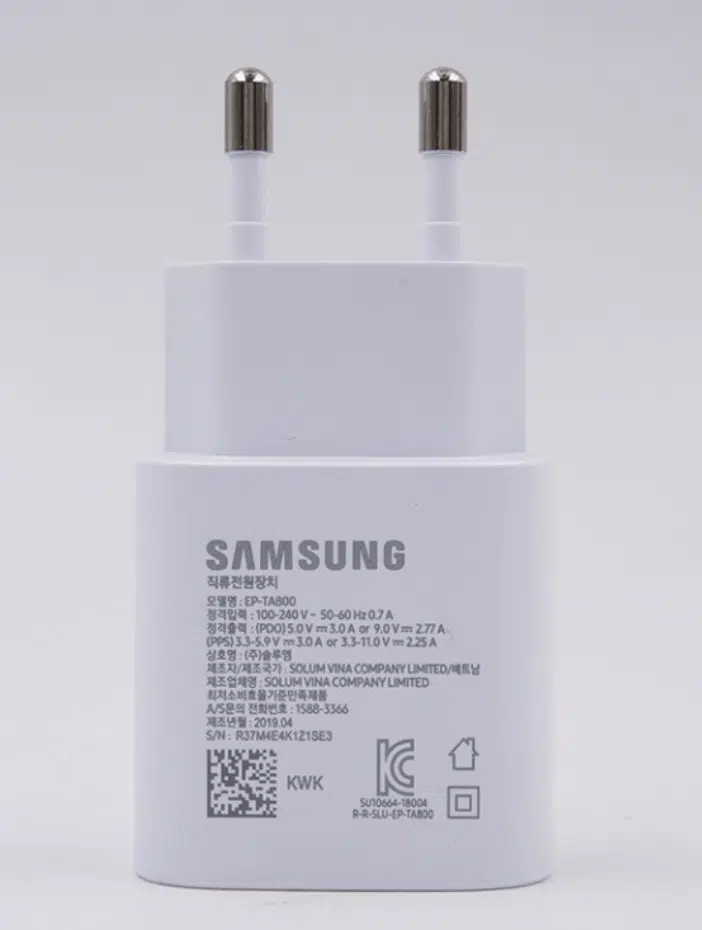 SAMSUNG
직류전원장치
모델명 : EP-TA800
정격입력 : 100-240 V~ 50-60 Hz 0.7 A
정격출력 : (PDO) 5.0 V⎓3.0 A or 9.0 V⎓2.77 A,
(PPS) 3.3-5.9 V⎓3.0 A or 3.3-11.0 V⎓2.25 A
상호명 : (주)솔루엠
제조자/제조국가 : SOLUM VINA COMPANY LIMITED/베트남
제조업체명 : SOLUM VINA COMPANY LIMITED
최저소비효율기준만족제품
A/S문의 전화번호 : 1588-3366
제조년월 : 2019.04
S/N : R37M4E4K1Z1SE3
KWK
SU10664-18004
R-R-SLU-EP-TA800